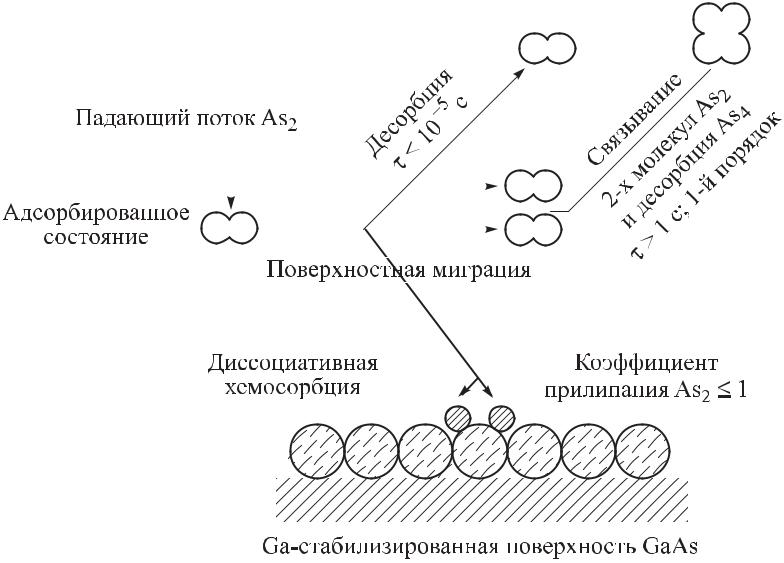 Падающий поток As₂
Десорбция
τ < 10⁻⁵ с
Связывание
2-х молекул As₂
и десорбция As₄
τ > 1 с; 1-й порядок
Адсорбированное
состояние
Поверхностная миграция
Диссоциативная
хемосорбция
Коэффициент
прилипания As₂ ≤ 1
Ga-стабилизированная поверхность GaAs